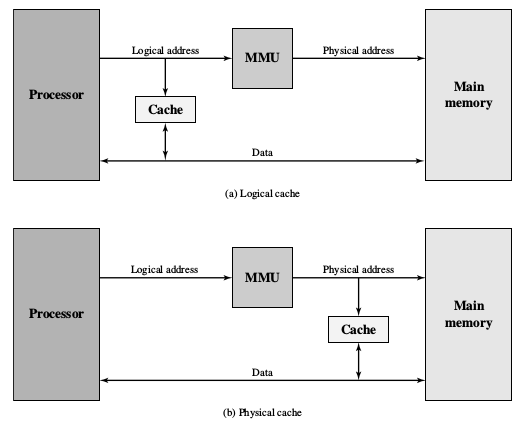 Logical address
Physical address
MMU
Processor
Cache
Main
memory
Data
(a) Logical cache
Logical address
Physical address
MMU
Processor
Cache
Main
memory
Data
(b) Physical cache